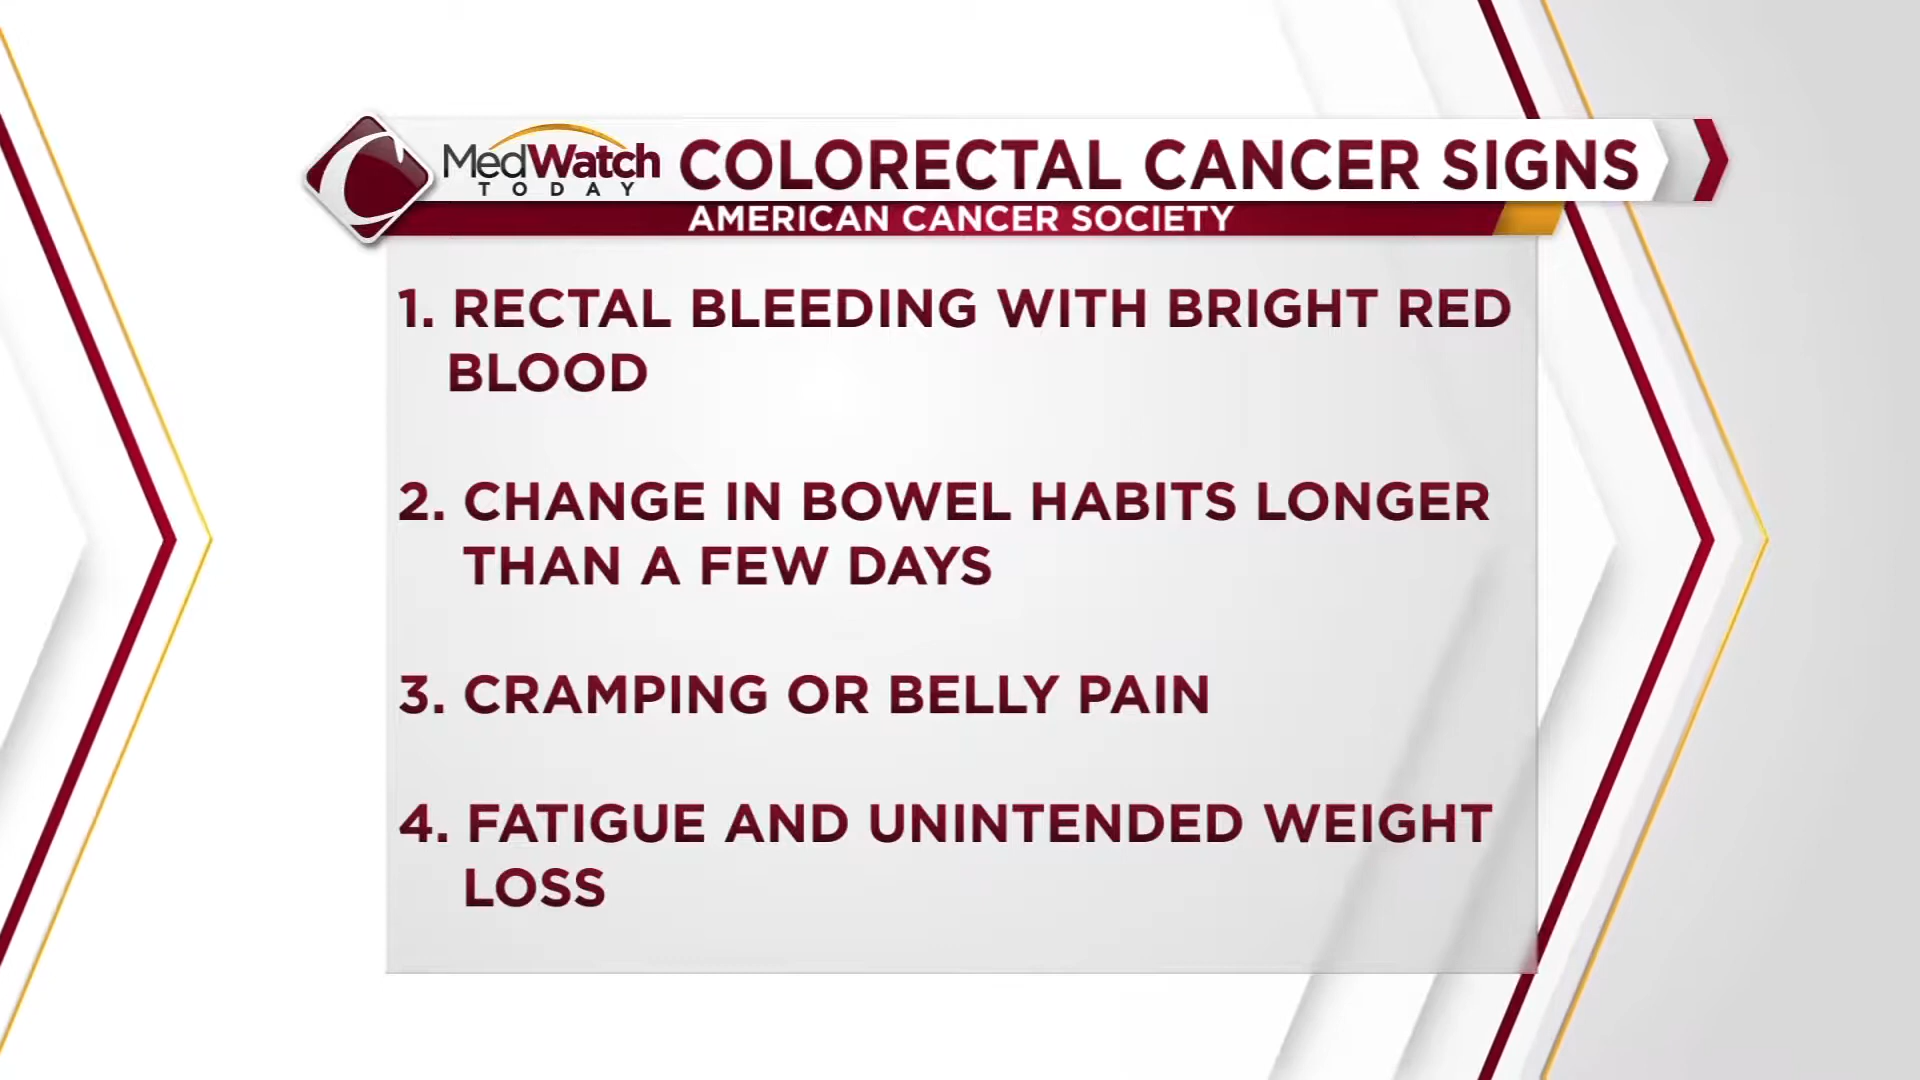 MedWatch
TODAY
COLORECTAL CANCER SIGNS
AMERICAN CANCER SOCIETY
1. RECTAL BLEEDING WITH BRIGHT RED
BLOOD
2. CHANGE IN BOWEL HABITS LONGER
THAN A FEW DAYS
3. CRAMPING OR BELLY PAIN
4. FATIGUE AND UNINTENDED WEIGHT
LOSS